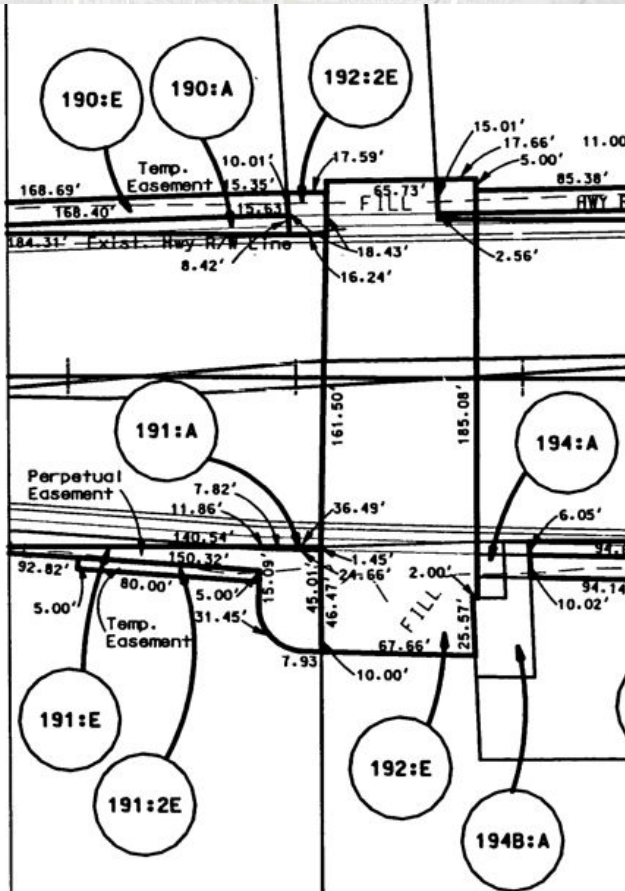 190:E
190:A
192:2E
15.01'
17.66'
11.00
5.00'
10.01'
17.59'
Temp.
Easement
85.38'
168.69'
15.35'
65.73'
168.40'
15.63'
FILL
HWY
184.31'
Exist. Hwy R/W Line
18.43'
8.42'
16.24'
2.56'
191:A
161.50'
185.08'
194:A
Perpetual
Easement
7.82'
11.86'
36.49'
6.05'
140.54'
1.45'
94.
150.32'
92.82'
15.09'
45.01'
46.47'
24.66'
2.00'
94.14
80.00'
5.00'
5.00'
10.02'
Temp.
Easement
31.45'
FILL
25.57'
67.66'
7.93
10.00'
191:E
192:E
191:2E
194B:A